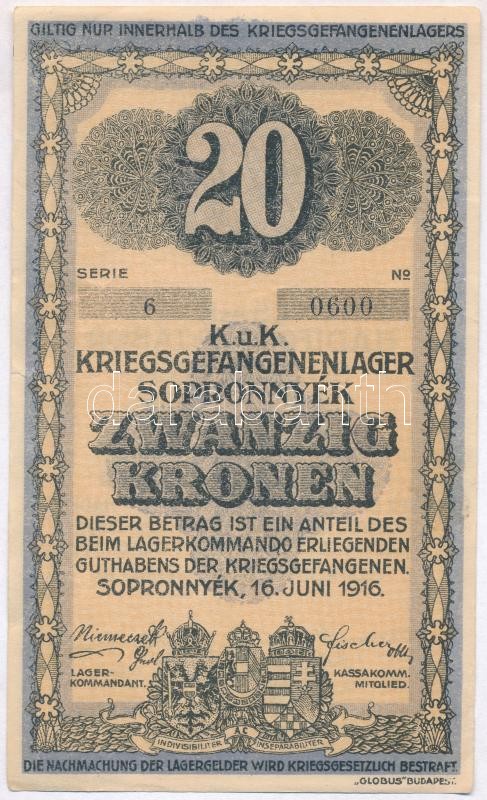 GILTIG NUR INNERHALB DES KRIEGSGEFANGENENLAGERS
20
SERIE No
6 0600
K.u.K.
KRIEGSGEFANGENENLAGER
SOPRONNYÉK
darabanth
ZWANZIG
KRONEN
DIESER BETRAG IST EIN ANTEIL DES
BEIM LAGERKOMMANDO ERLIEGENDEN
GUTHABENS DER KRIEGSGEFANGENEN.
SOPRONNYÉK, 16. JUNI 1916.
LAGER-
KOMMANDANT.
KASSAKOMM.
MITGLIED.
INDIVISIBILITER AC INSEPARABILITER
DIE NACHMACHUNG DER LAGERGELDER WIRD KRIEGSGESETZLICH BESTRAFT.
„GLOBUS" BUDAPEST.